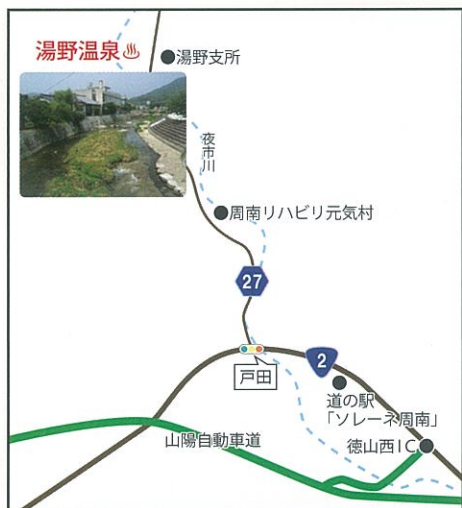 湯野温泉♨
湯野支所
夜市川
周南リハビリ元気村
27
2
戸田
道の駅
「ソレーネ周南」
山陽自動車道
徳山西IC